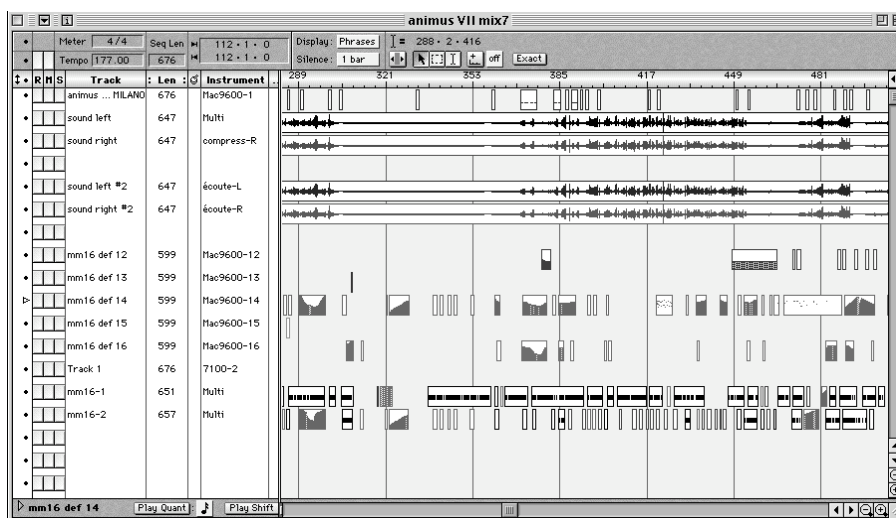 animus VII mix7
Meter 4/4 Seq Len 112 · 1 · 0 Display: Phrases = 288 · 2 · 416
Tempo 177.00 676 112 · 1 · 0 Silence: 1 bar off Exact
R M S Track : Len : Instrument .. 289 321 353 385 417 449 481
animus ... MILANO 676 Mac9600-1
sound left 647 Multi
sound right 647 compress-R
sound left #2 647 écoute-L
sound right #2 647 écoute-R
mm16 def 12 599 Mac9600-12
mm16 def 13 599 Mac9600-13
mm16 def 14 599 Mac9600-14
mm16 def 15 599 Mac9600-15
mm16 def 16 599 Mac9600-16
Track 1 676 7100-2
mm16-1 651 Multi
mm16-2 657 Multi
mm16 def 14 Play Quant: Play Shift